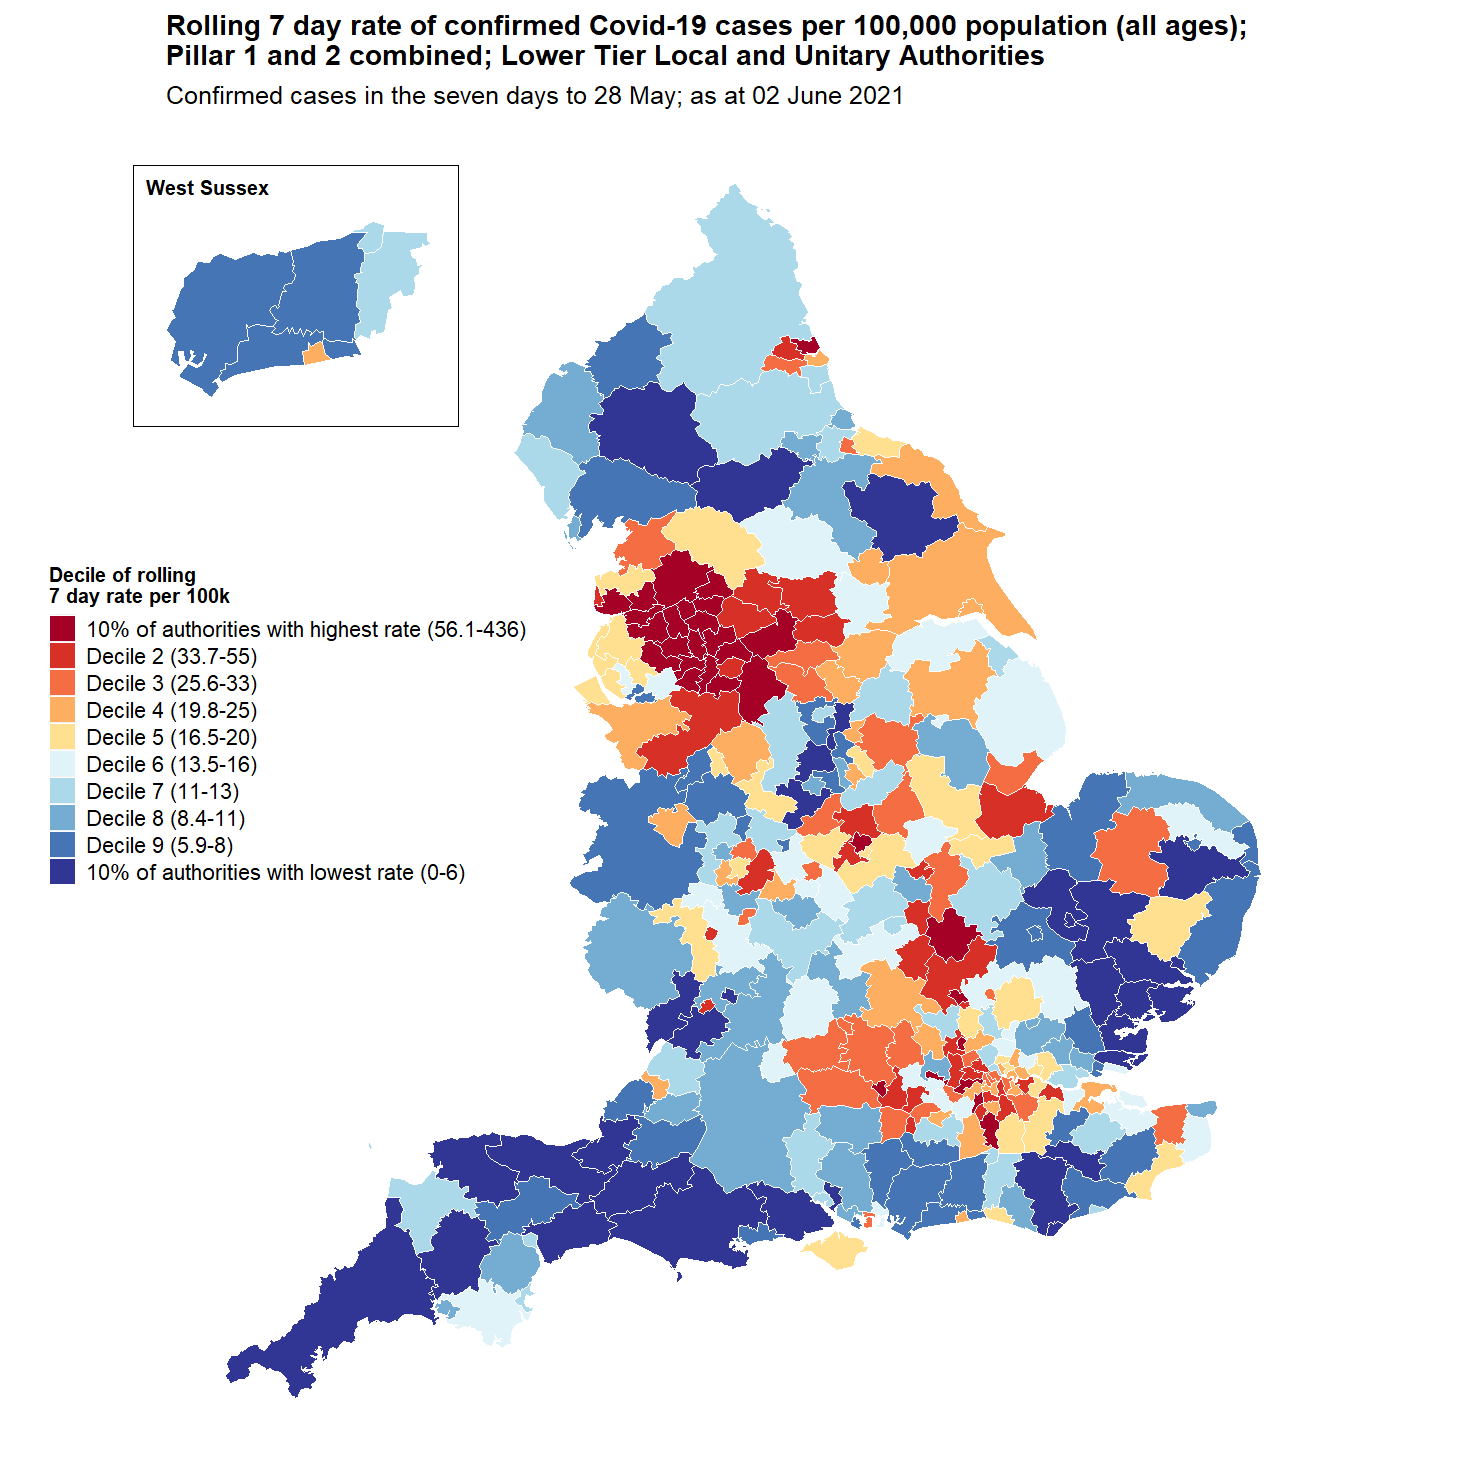 Rolling 7 day rate of confirmed Covid-19 cases per 100,000 population (all ages);
Pillar 1 and 2 combined; Lower Tier Local and Unitary Authorities
Confirmed cases in the seven days to 28 May; as at 02 June 2021
West Sussex
Decile of rolling
7 day rate per 100k
10% of authorities with highest rate (56.1-436)
Decile 2 (33.7-55)
Decile 3 (25.6-33)
Decile 4 (19.8-25)
Decile 5 (16.5-20)
Decile 6 (13.5-16)
Decile 7 (11-13)
Decile 8 (8.4-11)
Decile 9 (5.9-8)
10% of authorities with lowest rate (0-6)